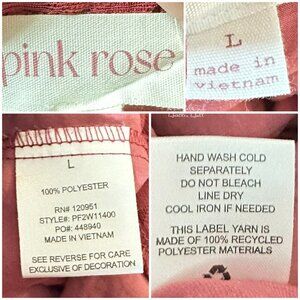 pink rose
L
made in
vietnam
L
100% POLYESTER
RN# 120951
STYLE#: PF2W11400
PO#: 448940
MADE IN VIETNAM
SEE REVERSE FOR CARE
EXCLUSIVE OF DECORATION
HAND WASH COLD
SEPARATELY
DO NOT BLEACH
LINE DRY
COOL IRON IF NEEDED
THIS LABEL YARN IS
MADE OF 100% RECYCLED
POLYESTER MATERIALS